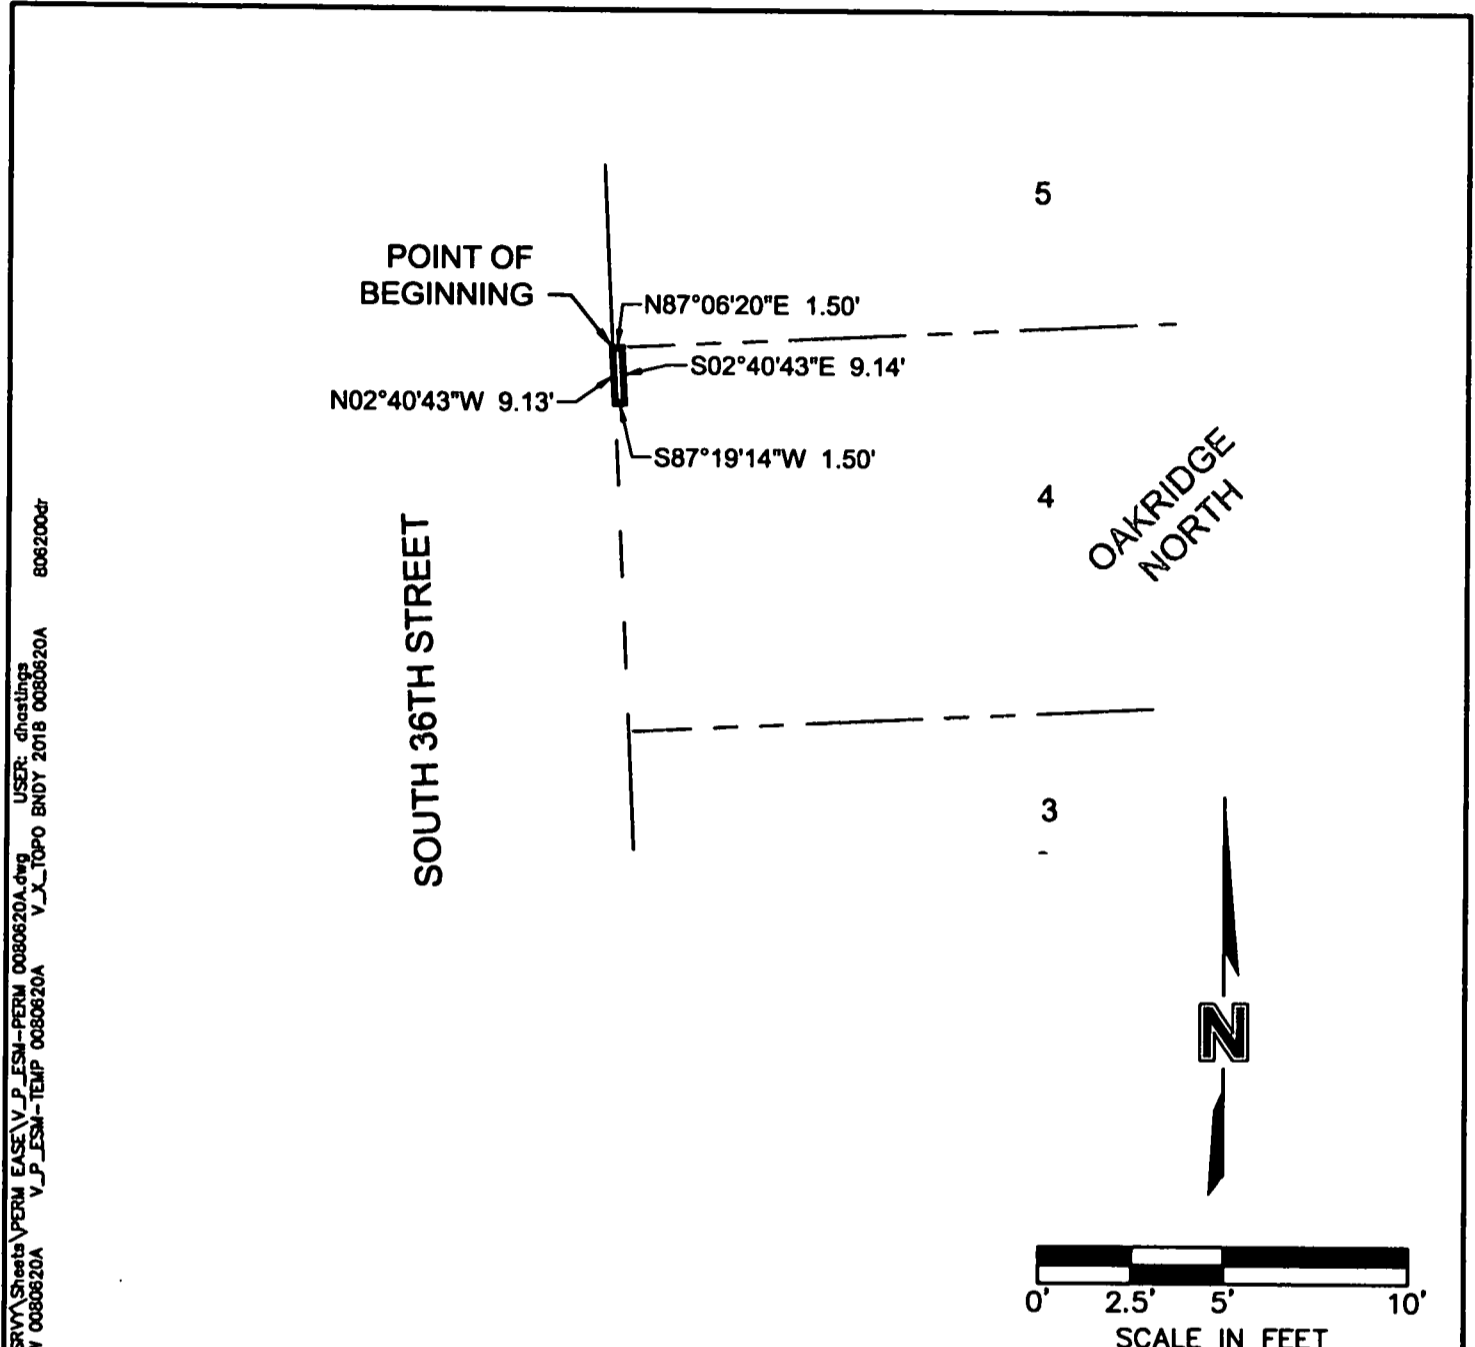 5
POINT OF
BEGINNING
N87°06'20"E 1.50'
S02°40'43"E 9.14'
N02°40'43"W 9.13'
S87°19'14"W 1.50'
4
OAKRIDGE
NORTH
SOUTH 36TH STREET
3
N
0' 2.5' 5' 10'
SCALE IN FEET
SRVY\Sheets\PERM EASE\V_P_ESM-PERM 0080620A.dwg USER: dhastings
0080620A V_P_ESM-TEMP 0080620A V_X_TOPO BNDY 2018 0080620A 806200dr